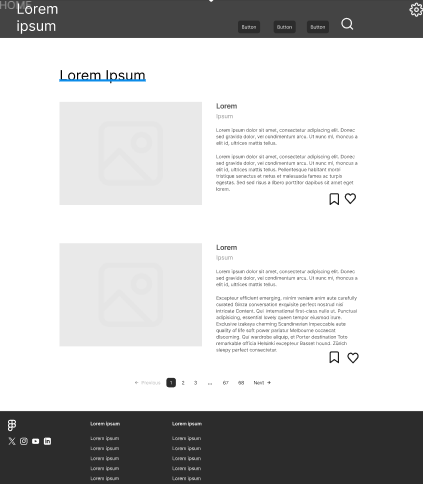 HOME
Lorem
ipsum
Button
Button
Button
Lorem Ipsum
Lorem
Ipsum
Lorem ipsum dolor sit amet, consectetur adipiscing elit. Donec
sed gravida dolor, vel condimentum arcu. Ut nunc mi, rhoncus a
elit id, ultrices mattis tellus.
Lorem ipsum dolor sit amet, consectetur adipiscing elit. Donec
sed gravida dolor, vel condimentum arcu. Ut nunc mi, rhoncus a
elit id, ultrices mattis tellus. Pellentesque habitant morbi
tristique senectus et netus et malesuada fames ac turpis
egestas. Sed sed risus a libero porttitor dapibus sit amet eget
lorem.
Lorem
Ipsum
Lorem ipsum dolor sit amet, consectetur adipiscing elit. Donec
sed gravida dolor, vel condimentum arcu. Ut nunc mi, rhoncus a
elit id, ultrices mattis tellus.
Excepteur efficient emerging, minim veniam anim aute carefully
curated Ginza conversation exquisite perfect nostrud nisi
intricate Content. Qui international first-class nulla ut. Punctual
adipisicing, essential lovely queen tempor eiusmod irure.
Exclusive izakaya charming Scandinavian impeccable aute
quality of life soft power pariatur Melbourne occaecat
discerning. Qui wardrobe aliquip, et Porter destination Toto
remarkable officia Helsinki excepteur Basset hound. Zürich
sleepy perfect consectetur.
← Previous 1 2 3 ... 67 68 Next →
Lorem ipsum Lorem ipsum
Lorem ipsum Lorem ipsum
Lorem ipsum Lorem ipsum
Lorem ipsum Lorem ipsum
Lorem ipsum Lorem ipsum
Lorem ipsum Lorem ipsum